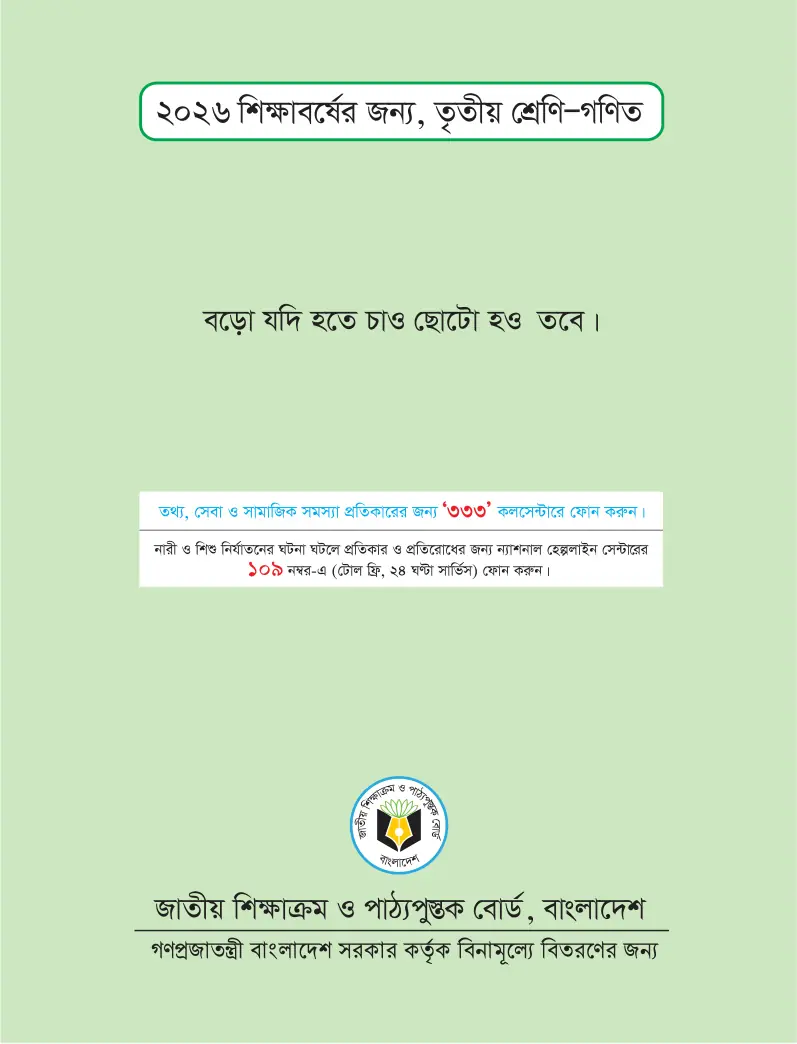 ২০২৬ শিক্ষাবর্ষের জন্য, তৃতীয় শ্রেণি–গণিত
বড়ো যদি হতে চাও ছোটো হও তবে।
তথ্য, সেবা ও সামাজিক সমস্যা প্রতিকারের জন্য ‘৩৩৩’ কলসেন্টারে ফোন করুন।
নারী ও শিশু নির্যাতনের ঘটনা ঘটলে প্রতিকার ও প্রতিরোধের জন্য ন্যাশনাল হেল্পলাইন সেন্টারের
১০৯ নম্বর-এ (টোল ফ্রি, ২৪ ঘণ্টা সার্ভিস) ফোন করুন।
জাতীয় শিক্ষাক্রম ও পাঠ্যপুস্তক বোর্ড
বাংলাদেশ
জাতীয় শিক্ষাক্রম ও পাঠ্যপুস্তক বোর্ড, বাংলাদেশ
গণপ্রজাতন্ত্রী বাংলাদেশ সরকার কর্তৃক বিনামূল্যে বিতরণের জন্য